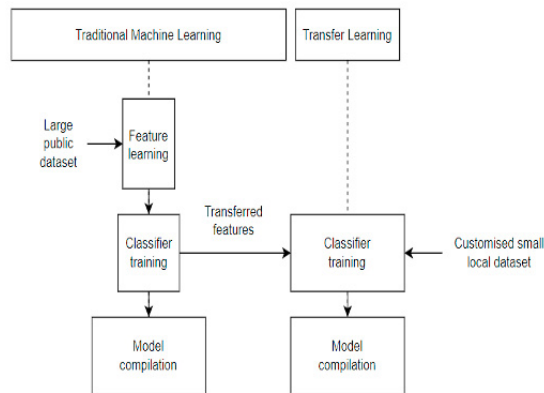 Traditional Machine Learning
Transfer Learning
Large
public
dataset
Feature
learning
Transferred
features
Classifier
training
Classifier
training
Customised small
local dataset
Model
compilation
Model
compilation